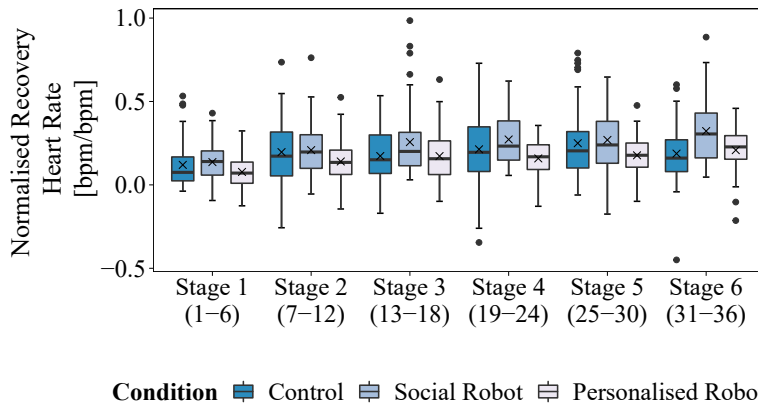 Normalised Recovery
Heart Rate
[bpm/bpm]
1.0
0.5
0.0
−0.5
Stage 1 Stage 2 Stage 3 Stage 4 Stage 5 Stage 6
(1−6) (7−12) (13−18) (19−24) (25−30) (31−36)
Condition Control Social Robot Personalised Robo